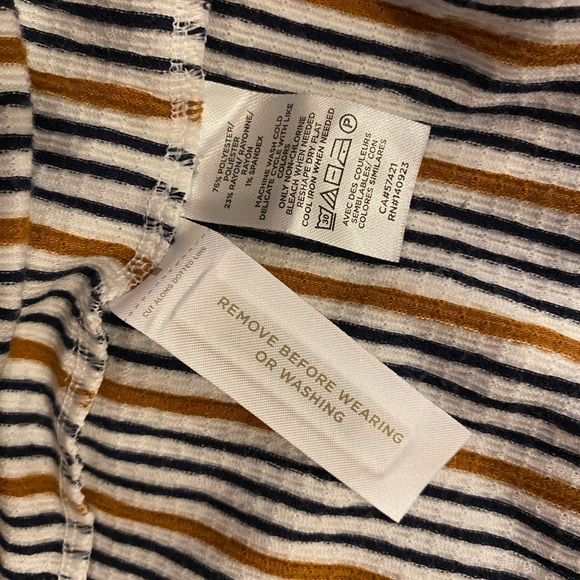 76% POLYESTER/
POLIESTER
23% RAYON/RAYONNE/
RAYÓN
1% SPANDEX
MACHINE WASH COLD
DELICATE CYCLE WITH LIKE
COLORS
ONLY NON-CHLORINE
BLEACH WHEN NEEDED
RESHAPE DRY FLAT
COOL IRON WHEN NEEDED
30
P
AVEC DES COULEURS
SEMBLABLES/ CON
COLORES SIMILARES
CA#57421
RN#140923
CUT ALONG DOTTED LINE
REMOVE BEFORE WEARING
OR WASHING